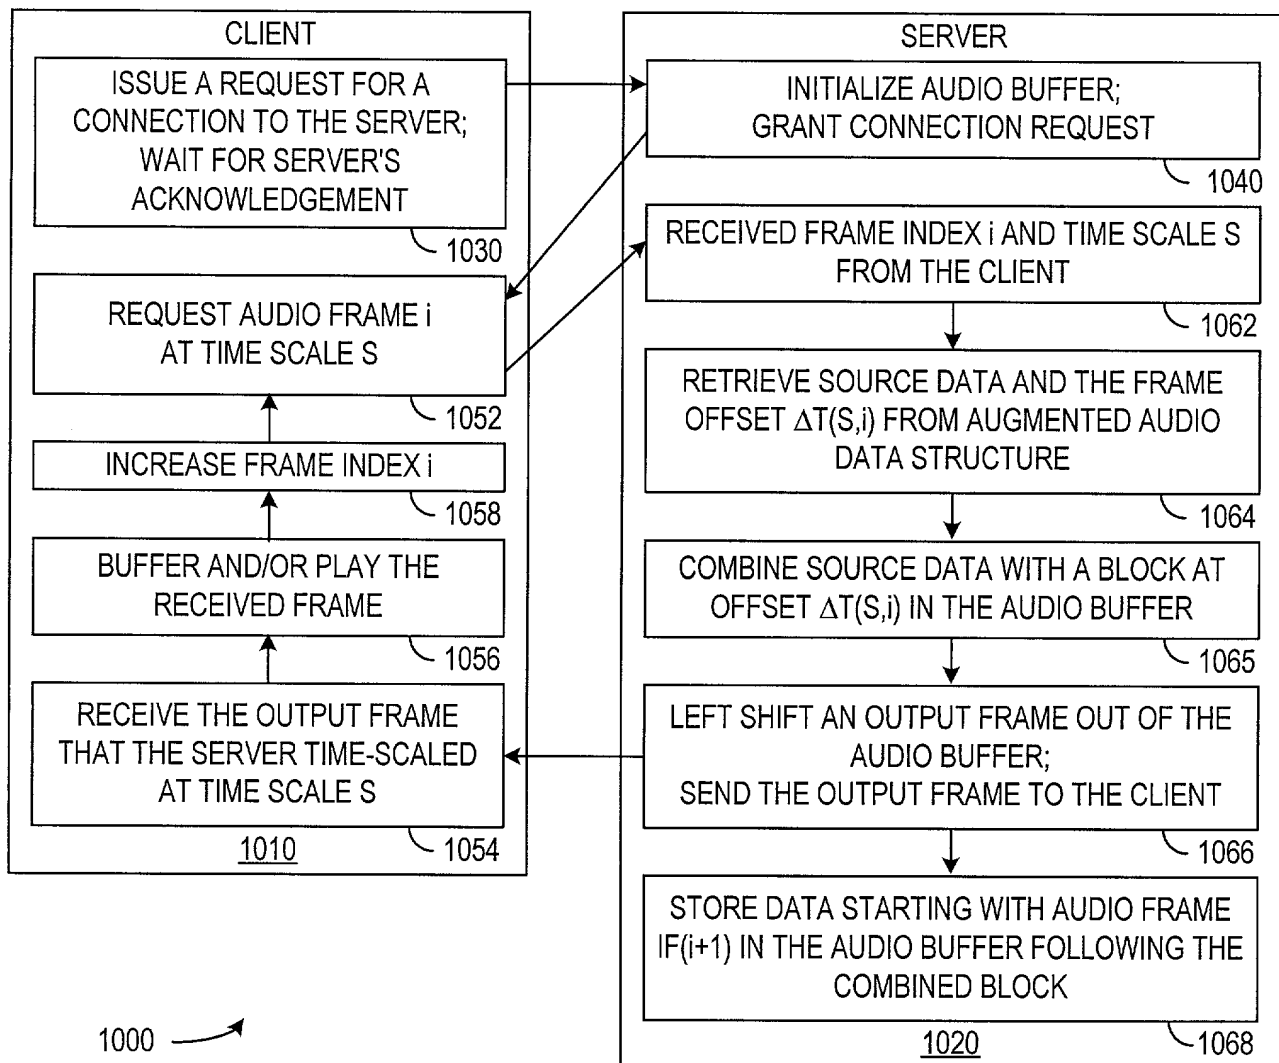 CLIENT
ISSUE A REQUEST FOR A
CONNECTION TO THE SERVER;
WAIT FOR SERVER'S
ACKNOWLEDGEMENT
1030
REQUEST AUDIO FRAME i
AT TIME SCALE S
1052
INCREASE FRAME INDEX i
1058
BUFFER AND/OR PLAY THE
RECEIVED FRAME
1056
RECEIVE THE OUTPUT FRAME
THAT THE SERVER TIME-SCALED
AT TIME SCALE S
1054
1010
SERVER
INITIALIZE AUDIO BUFFER;
GRANT CONNECTION REQUEST
1040
RECEIVED FRAME INDEX i AND TIME SCALE S
FROM THE CLIENT
1062
RETRIEVE SOURCE DATA AND THE FRAME
OFFSET ΔT(S,i) FROM AUGMENTED AUDIO
DATA STRUCTURE
1064
COMBINE SOURCE DATA WITH A BLOCK AT
OFFSET ΔT(S,i) IN THE AUDIO BUFFER
1065
LEFT SHIFT AN OUTPUT FRAME OUT OF THE
AUDIO BUFFER;
SEND THE OUTPUT FRAME TO THE CLIENT
1066
STORE DATA STARTING WITH AUDIO FRAME
IF(i+1) IN THE AUDIO BUFFER FOLLOWING THE
COMBINED BLOCK
1068
1020
1000